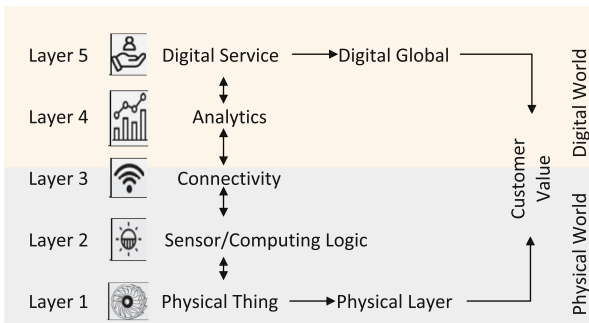 Layer 5 Digital Service Digital Global
Layer 4 Analytics
Layer 3 Connectivity
Layer 2 Sensor/Computing Logic
Layer 1 Physical Thing Physical Layer
Customer
Value
Digital World
Physical World